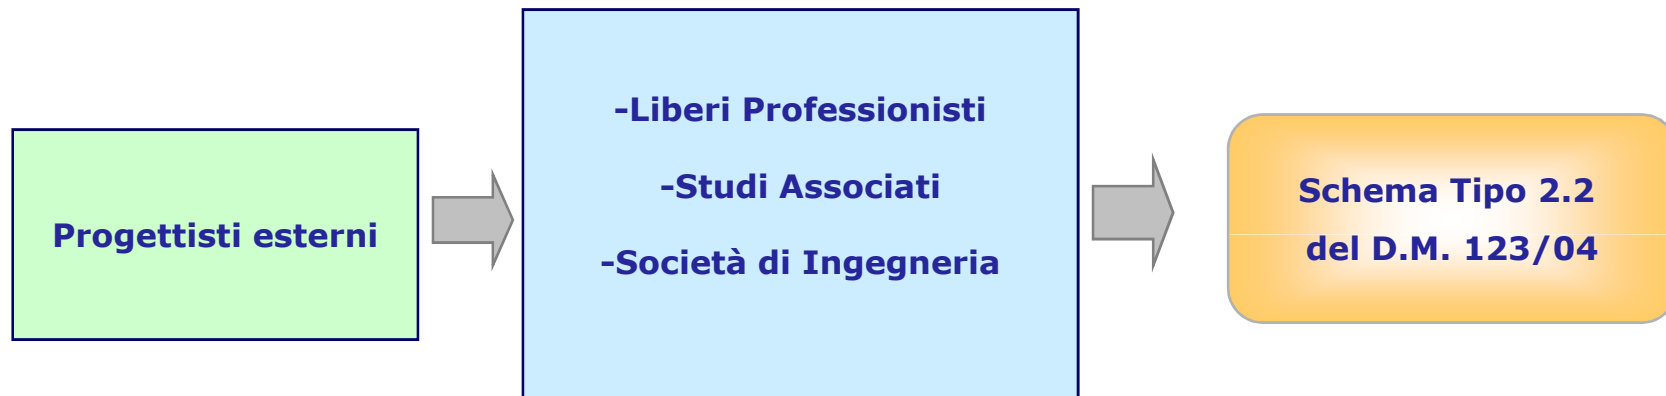 Progettisti esterni
-Liberi Professionisti
-Studi Associati
-Società di Ingegneria
Schema Tipo 2.2
del D.M. 123/04